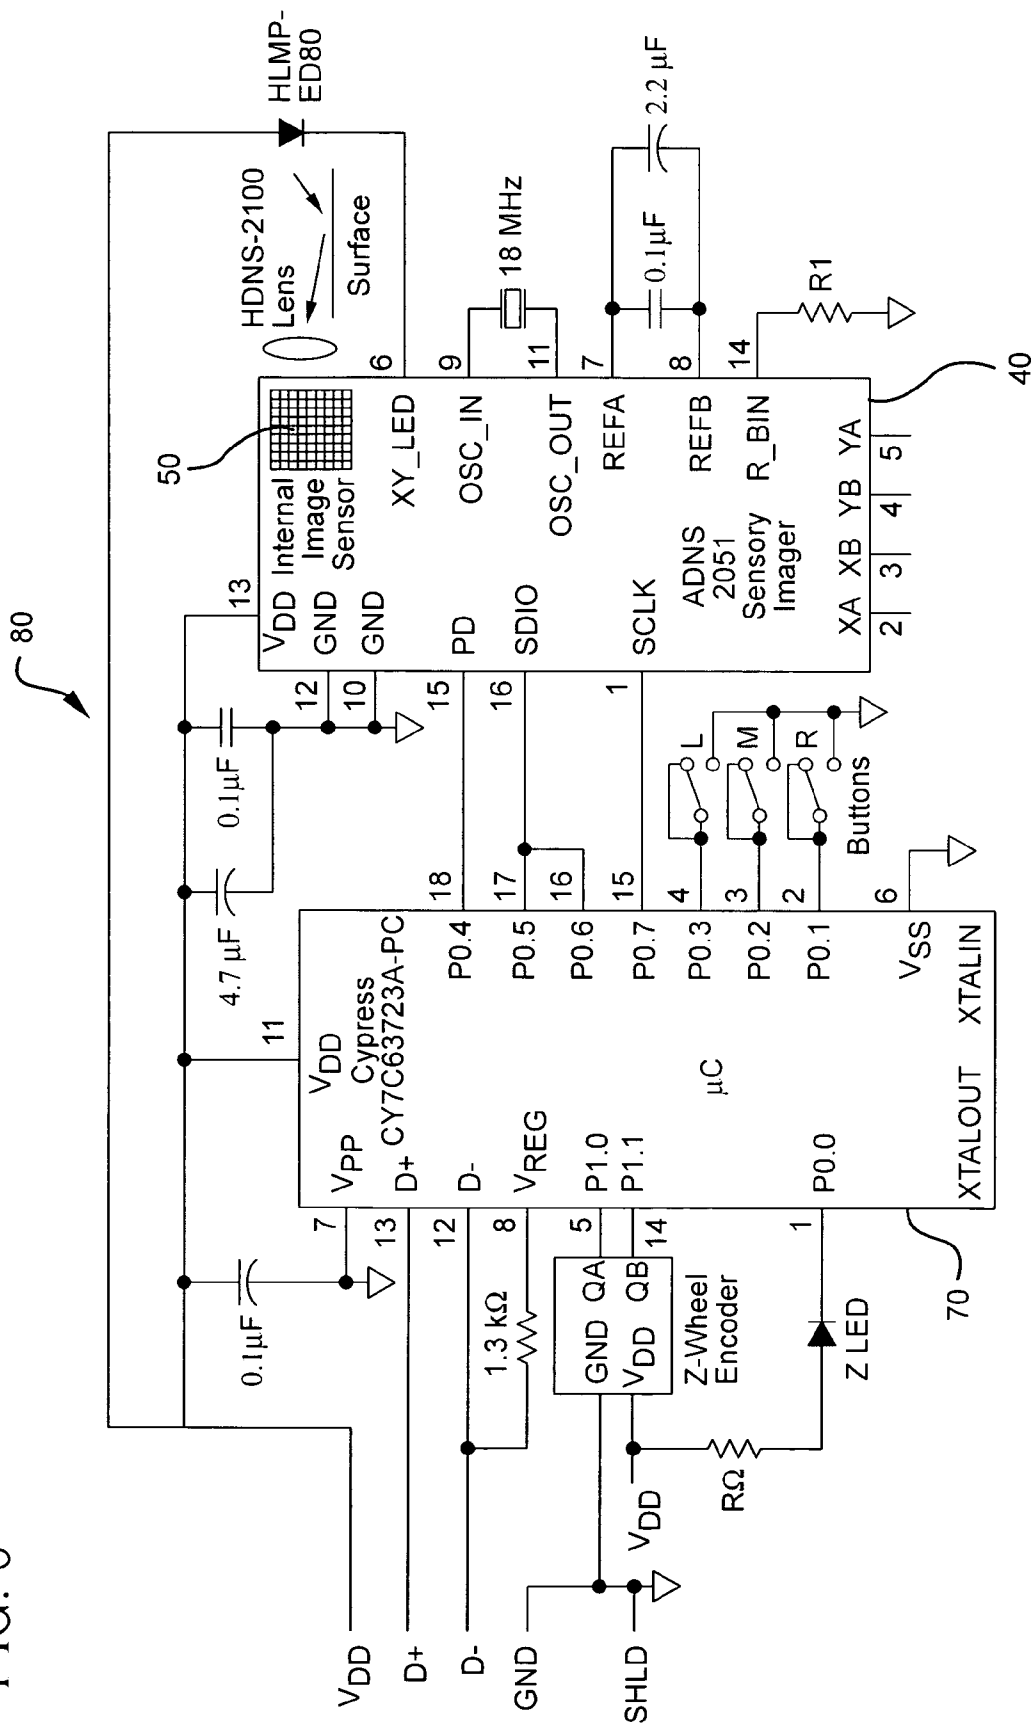 80
HLMP-
ED80
HDNS-2100
Lens
Surface
50
13
VDD
Internal
Image
Sensor
GND
GND
12
10
PD
15
SDIO
16
SCLK
1
XY_LED
6
OSC_IN
9
18 MHz
OSC_OUT
11
REFA
7
REFB
8
0.1µF
2.2 µF
R_BIN
14
R1
ADNS
2051
Sensory
Imager
XA XB YB YA
2 3 4 5
40
0.1µF
4.7 µF
0.1µF
11
VDD
Cypress
CY7C63723A-PC
VPP
7
D+
13
D-
12
VREG
8
1.3 kΩ
P1.0
5
P1.1
14
P0.0
1
P0.4
18
P0.5
17
P0.6
16
P0.7
15
P0.3
4
P0.2
3
P0.1
2
L
M
R
Buttons
VSS
6
µC
XTALOUT XTALIN
70
GND QA
VDD QB
Z-Wheel
Encoder
Z LED
RΩ
VDD
VDD
D+
D-
GND
SHLD